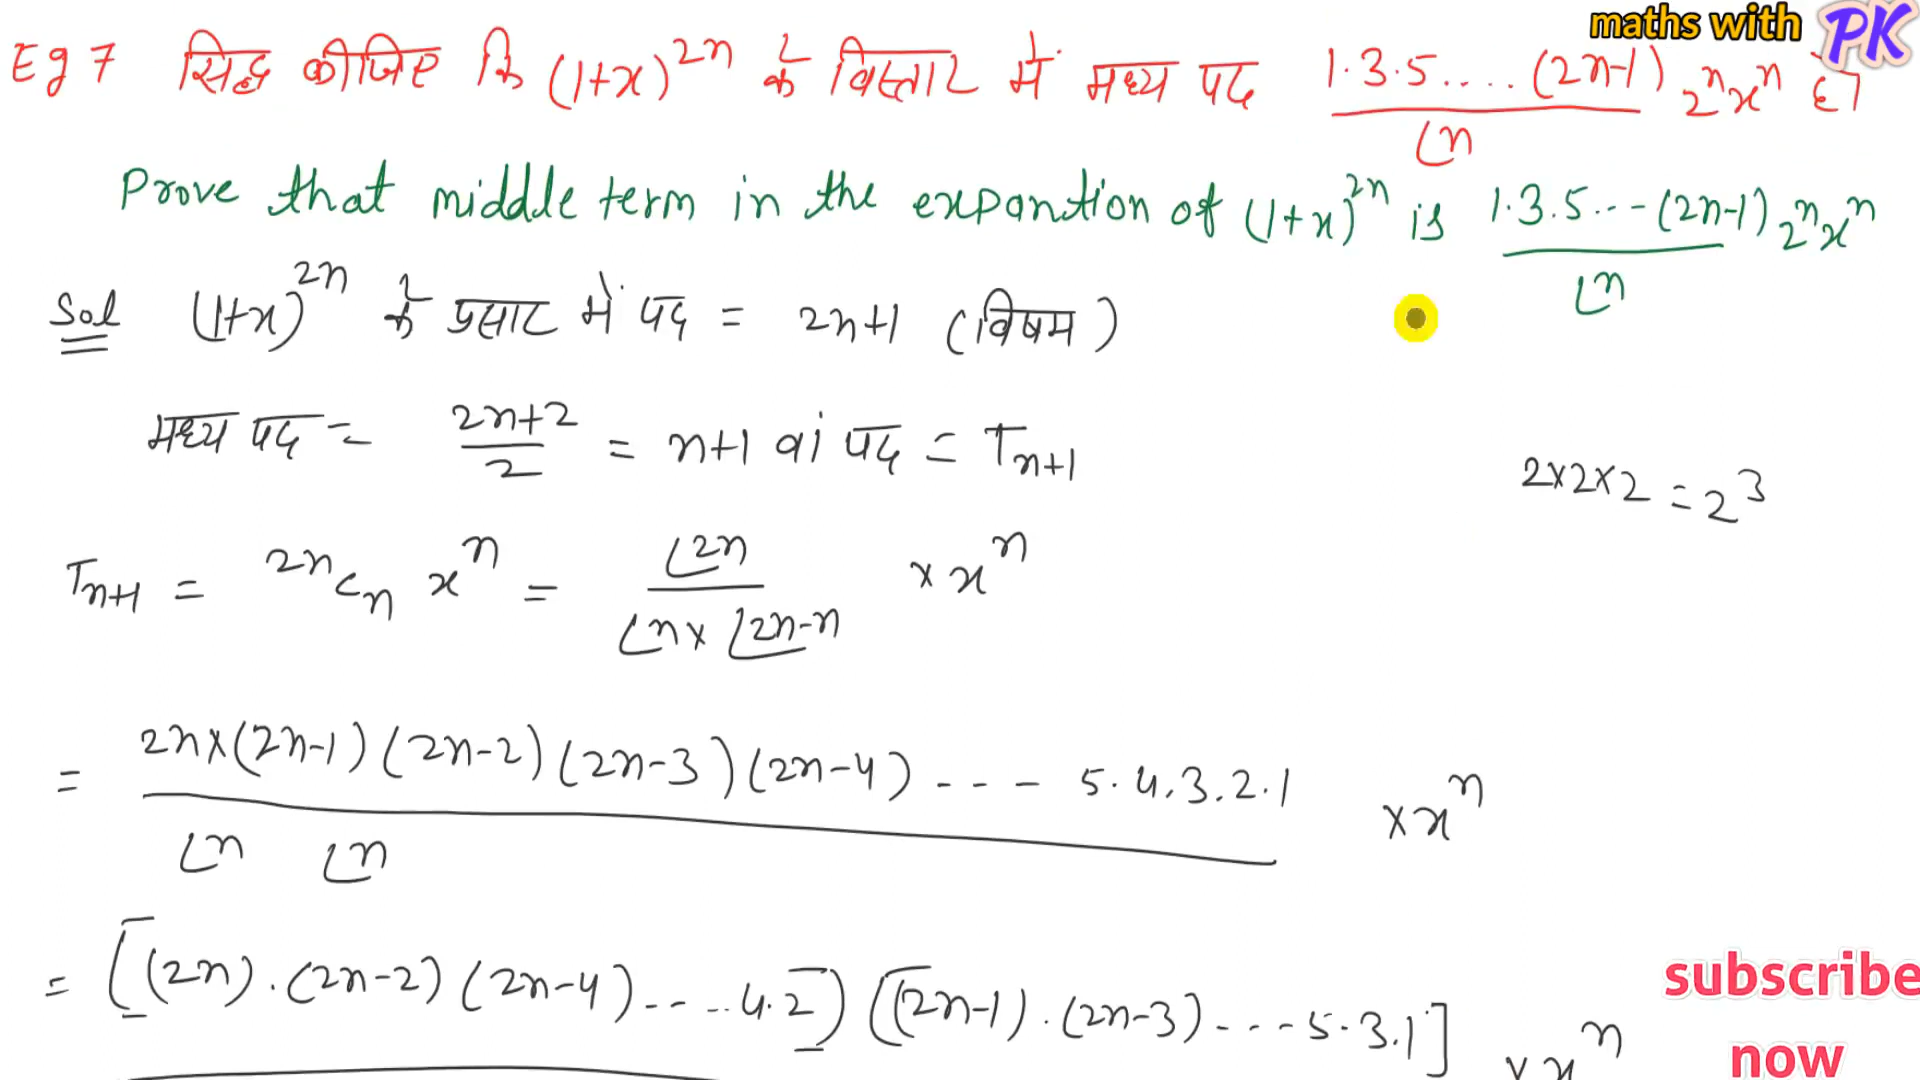 maths with PK
Eg 7 सिद्ध कीजिए कि (1+x)^2n के विस्तार में मध्य पद 1.3.5....(2n-1)/⌊n 2^n x^n है।
Prove that middle term in the expantion of (1+x)^2n is 1.3.5...-(2n-1)/⌊n 2^n x^n
Sol (1+x)^2n के प्रसार में पद = 2n+1 (विषम)
मध्य पद = 2n+2/2 = n+1 वां पद = T_n+1
2×2×2 = 2^3
T_n+1 = 2n C_n x^n = ⌊2n/⌊n × ⌊2n-n × x^n
= 2n×(2n-1)(2n-2)(2n-3)(2n-4) - - - 5.4.3.2.1/⌊n ⌊n × x^n
= [(2n).(2n-2)(2n-4)-....4.2] [(2n-1).(2n-3)- - - -5.3.1] × x^n
subscribe
now